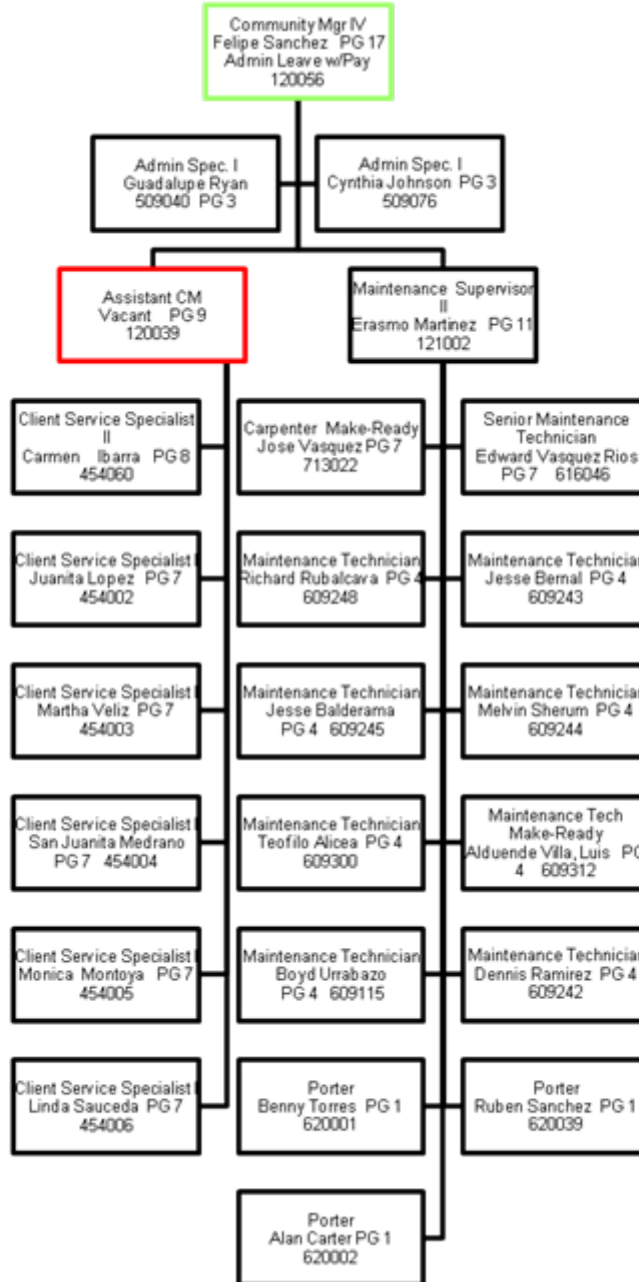 Community Mgr IV
Felipe Sanchez PG 17
Admin Leave w/Pay
120056
Admin Spec. I
Guadalupe Ryan
509040 PG 3
Admin Spec. I
Cynthia Johnson PG 3
509076
Assistant CM
Vacant PG 9
120039
Maintenance Supervisor
II
Erasmo Martinez PG 11
121002
Client Service Specialist
II
Carmen Ibarra PG 8
454060
Carpenter Make-Ready
Jose Vasquez PG 7
713022
Senior Maintenance
Technician
Edward Vasquez Rios
PG 7 616046
Client Service Specialist I
Juanita Lopez PG 7
454002
Maintenance Technician
Richard Rubalcava PG 4
609248
Maintenance Technician
Jesse Bernal PG 4
609243
Client Service Specialist I
Martha Veliz PG 7
454003
Maintenance Technician
Jesse Balderama
PG 4 609245
Maintenance Technician
Melvin Sherum PG 4
609244
Client Service Specialist I
San Juanita Medrano
PG 7 454004
Maintenance Technician
Teofilo Alicea PG 4
609300
Maintenance Tech
Make-Ready
Alduende Villa, Luis PG
4 609312
Client Service Specialist I
Monica Montoya PG 7
454005
Maintenance Technician
Boyd Urrabazo
PG 4 609115
Maintenance Technician
Dennis Ramirez PG 4
609242
Client Service Specialist I
Linda Sauceda PG 7
454006
Porter
Benny Torres PG 1
620001
Porter
Ruben Sanchez PG 1
620039
Porter
Alan Carter PG 1
620002